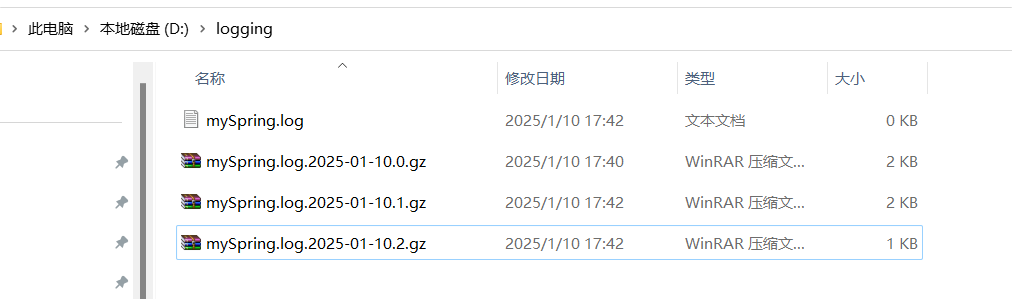 此电脑 > 本地磁盘 (D:) > logging
名称 修改日期 类型 大小
mySpring.log 2025/1/10 17:42 文本文档 0 KB
mySpring.log.2025-01-10.0.gz 2025/1/10 17:40 WinRAR 压缩文... 2 KB
mySpring.log.2025-01-10.1.gz 2025/1/10 17:42 WinRAR 压缩文... 2 KB
mySpring.log.2025-01-10.2.gz 2025/1/10 17:42 WinRAR 压缩文... 1 KB